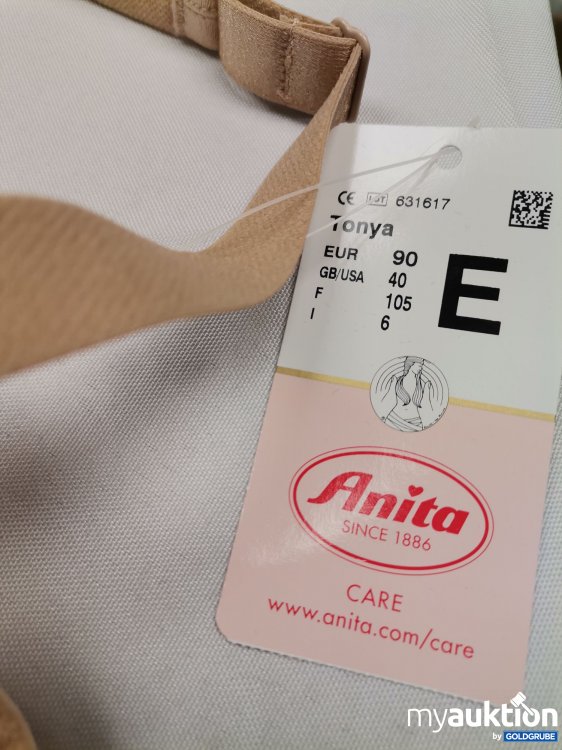 CE LOT 631617
Tonya
EUR 90
GB/USA 40
F 105
I 6
E
Anita
SINCE 1886
CARE
www.anita.com/care
myauktion
by GOLDGRUBE